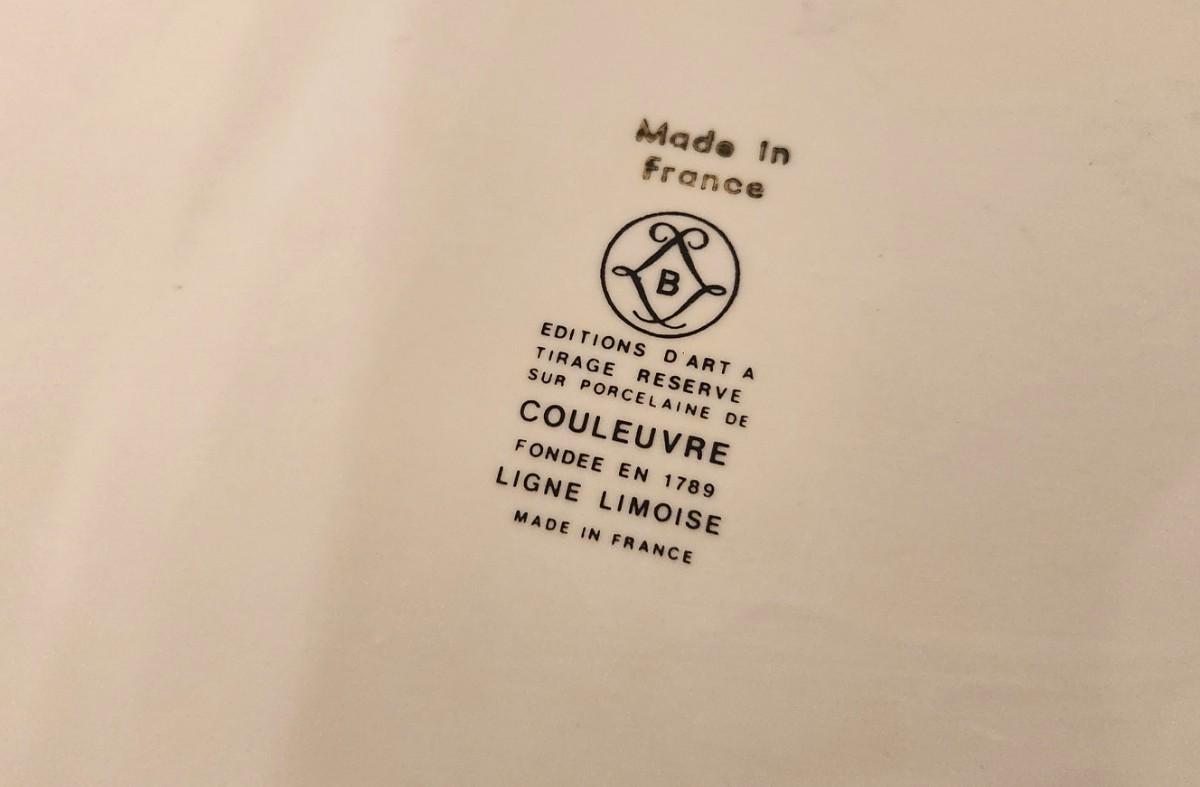 Made in
France
B
EDITIONS D'ART A
TIRAGE RESERVE
SUR PORCELAINE DE
COULEUVRE
FONDEE EN 1789
LIGNE LIMOISE
MADE IN FRANCE